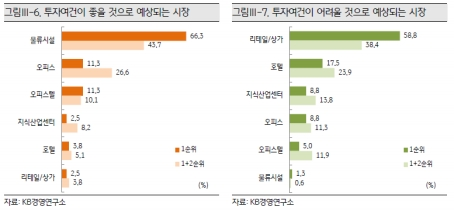 그림Ⅲ-6. 투자여건이 좋을 것으로 예상되는 시장
물류시설
66.3
43.7
오피스
11.3
26.6
오피스텔
11.3
10.1
지식산업센터
2.5
8.2
호텔
3.8
5.1
리테일/상가
2.5
3.8
1순위
1+2순위
(%)
자료: KB경영연구소
그림Ⅲ-7. 투자여건이 어려울 것으로 예상되는 시장
리테일/상가
58.8
38.4
호텔
17.5
23.9
지식산업센터
8.8
13.8
오피스
8.8
11.3
오피스텔
5.0
11.9
물류시설
1.3
0.6
1순위
1+2순위
(%)
자료: KB경영연구소